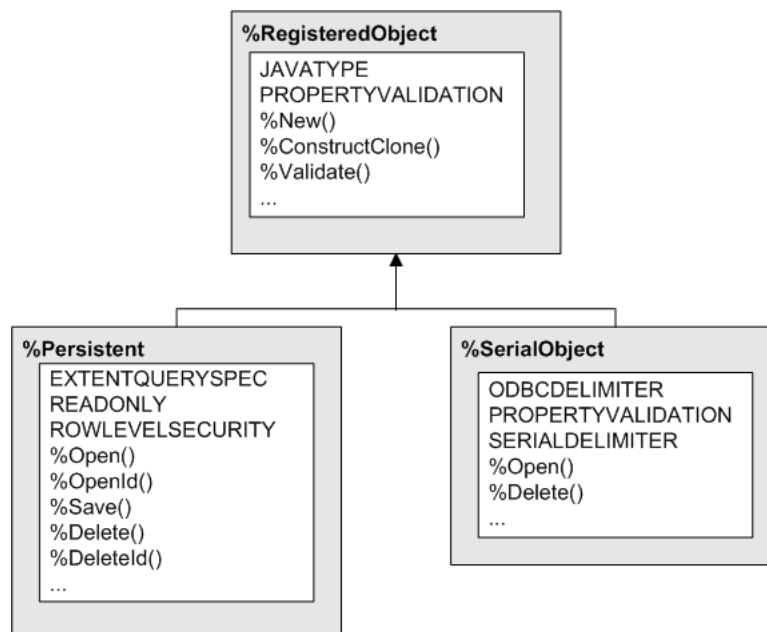 %RegisteredObject
JAVATYPE
PROPERTYVALIDATION
%New()
%ConstructClone()
%Validate()
...
%Persistent
EXTENTQUERYSPEC
READONLY
ROWLEVELSECURITY
%Open()
%OpenId()
%Save()
%Delete()
%DeleteId()
...
%SerialObject
ODBCDELIMITER
PROPERTYVALIDATION
SERIALDELIMITER
%Open()
%Delete()
...